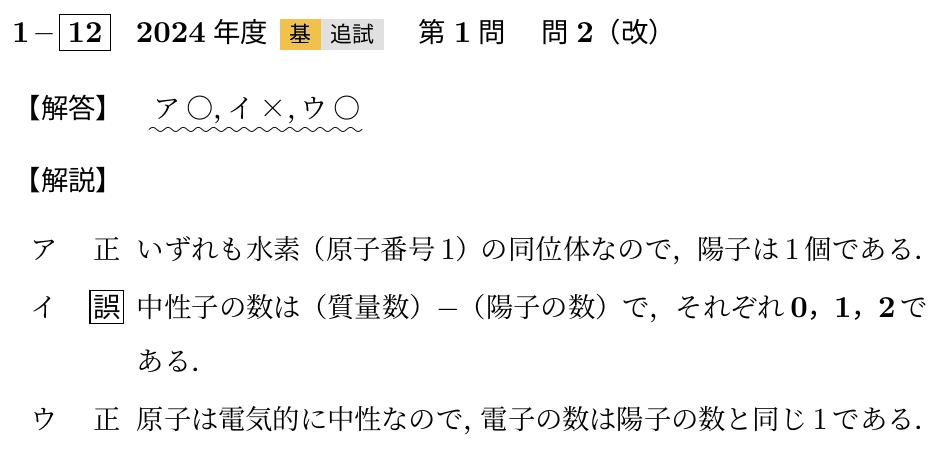 1−12 2024年度 基 追試 第1問 問2（改）
【解答】 ア○,イ×,ウ○
【解説】
ア 正 いずれも水素（原子番号1）の同位体なので，陽子は1個である．
イ 誤 中性子の数は（質量数）−（陽子の数）で，それぞれ0，1，2で
ある．
ウ 正 原子は電気的に中性なので,電子の数は陽子の数と同じ1である．